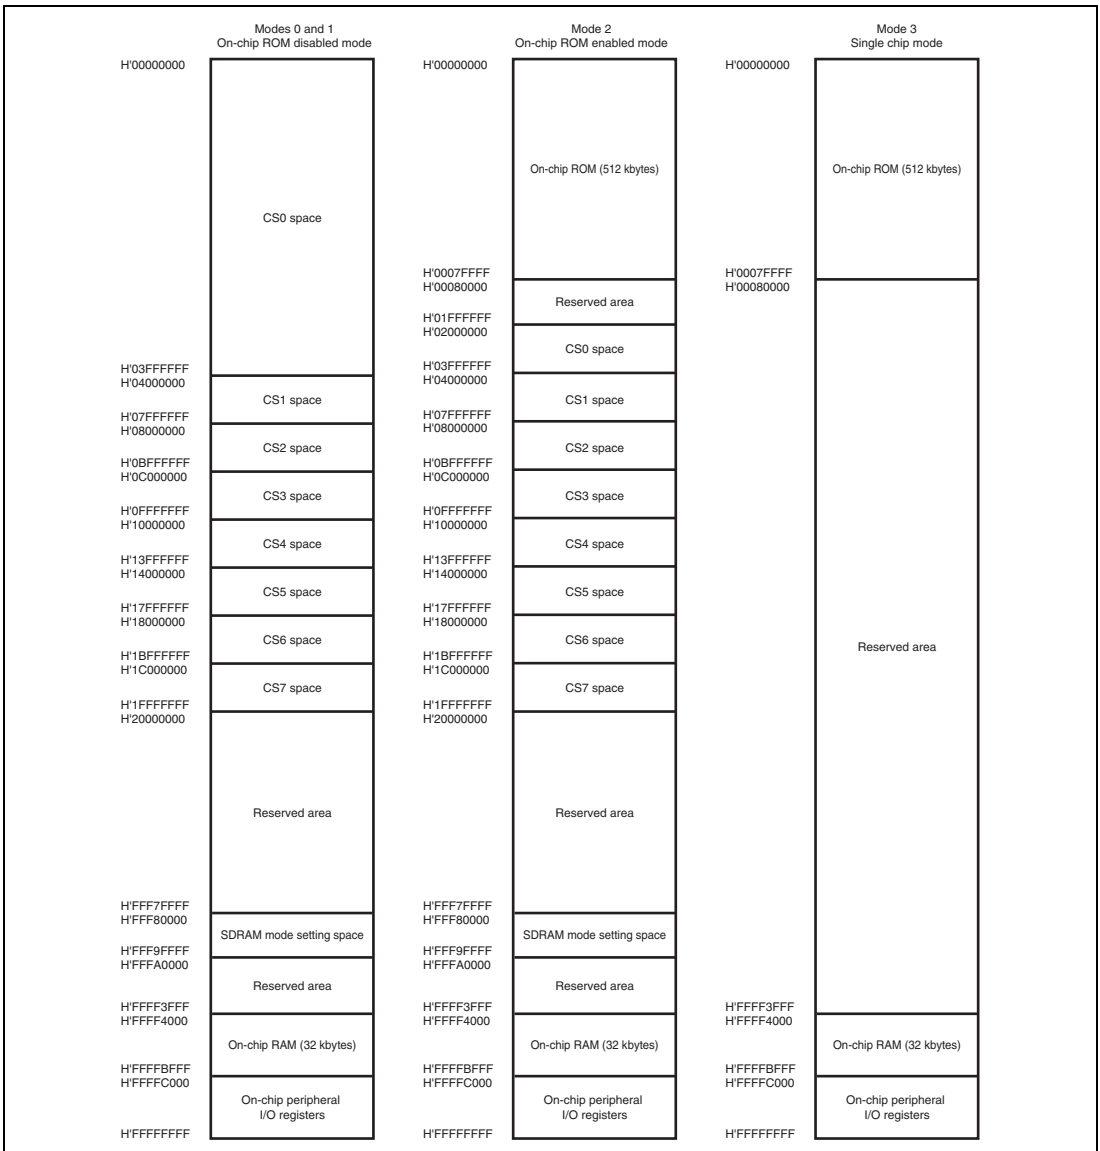 Modes 0 and 1
On-chip ROM disabled mode
H'00000000
CS0 space
H'03FFFFFF
H'04000000
CS1 space
H'07FFFFFF
H'08000000
CS2 space
H'0BFFFFFF
H'0C000000
CS3 space
H'0FFFFFFF
H'10000000
CS4 space
H'13FFFFFF
H'14000000
CS5 space
H'17FFFFFF
H'18000000
CS6 space
H'1BFFFFFF
H'1C000000
CS7 space
H'1FFFFFFF
H'20000000
Reserved area
H'FFF7FFFF
H'FFF80000
SDRAM mode setting space
H'FFF9FFFF
H'FFFA0000
Reserved area
H'FFFF3FFF
H'FFFF4000
On-chip RAM (32 kbytes)
H'FFFFBFFF
H'FFFFC000
On-chip peripheral
I/O registers
H'FFFFFFFF
Mode 2
On-chip ROM enabled mode
H'00000000
On-chip ROM (512 kbytes)
H'0007FFFF
H'00080000
Reserved area
H'01FFFFFF
H'02000000
CS0 space
H'03FFFFFF
H'04000000
CS1 space
H'07FFFFFF
H'08000000
CS2 space
H'0BFFFFFF
H'0C000000
CS3 space
H'0FFFFFFF
H'10000000
CS4 space
H'13FFFFFF
H'14000000
CS5 space
H'17FFFFFF
H'18000000
CS6 space
H'1BFFFFFF
H'1C000000
CS7 space
H'1FFFFFFF
H'20000000
Reserved area
H'FFF7FFFF
H'FFF80000
SDRAM mode setting space
H'FFF9FFFF
H'FFFA0000
Reserved area
H'FFFF3FFF
H'FFFF4000
On-chip RAM (32 kbytes)
H'FFFFBFFF
H'FFFFC000
On-chip peripheral
I/O registers
H'FFFFFFFF
Mode 3
Single chip mode
H'00000000
On-chip ROM (512 kbytes)
H'0007FFFF
H'00080000
Reserved area
H'FFFF3FFF
H'FFFF4000
On-chip RAM (32 kbytes)
H'FFFFBFFF
H'FFFFC000
On-chip peripheral
I/O registers
H'FFFFFFFF